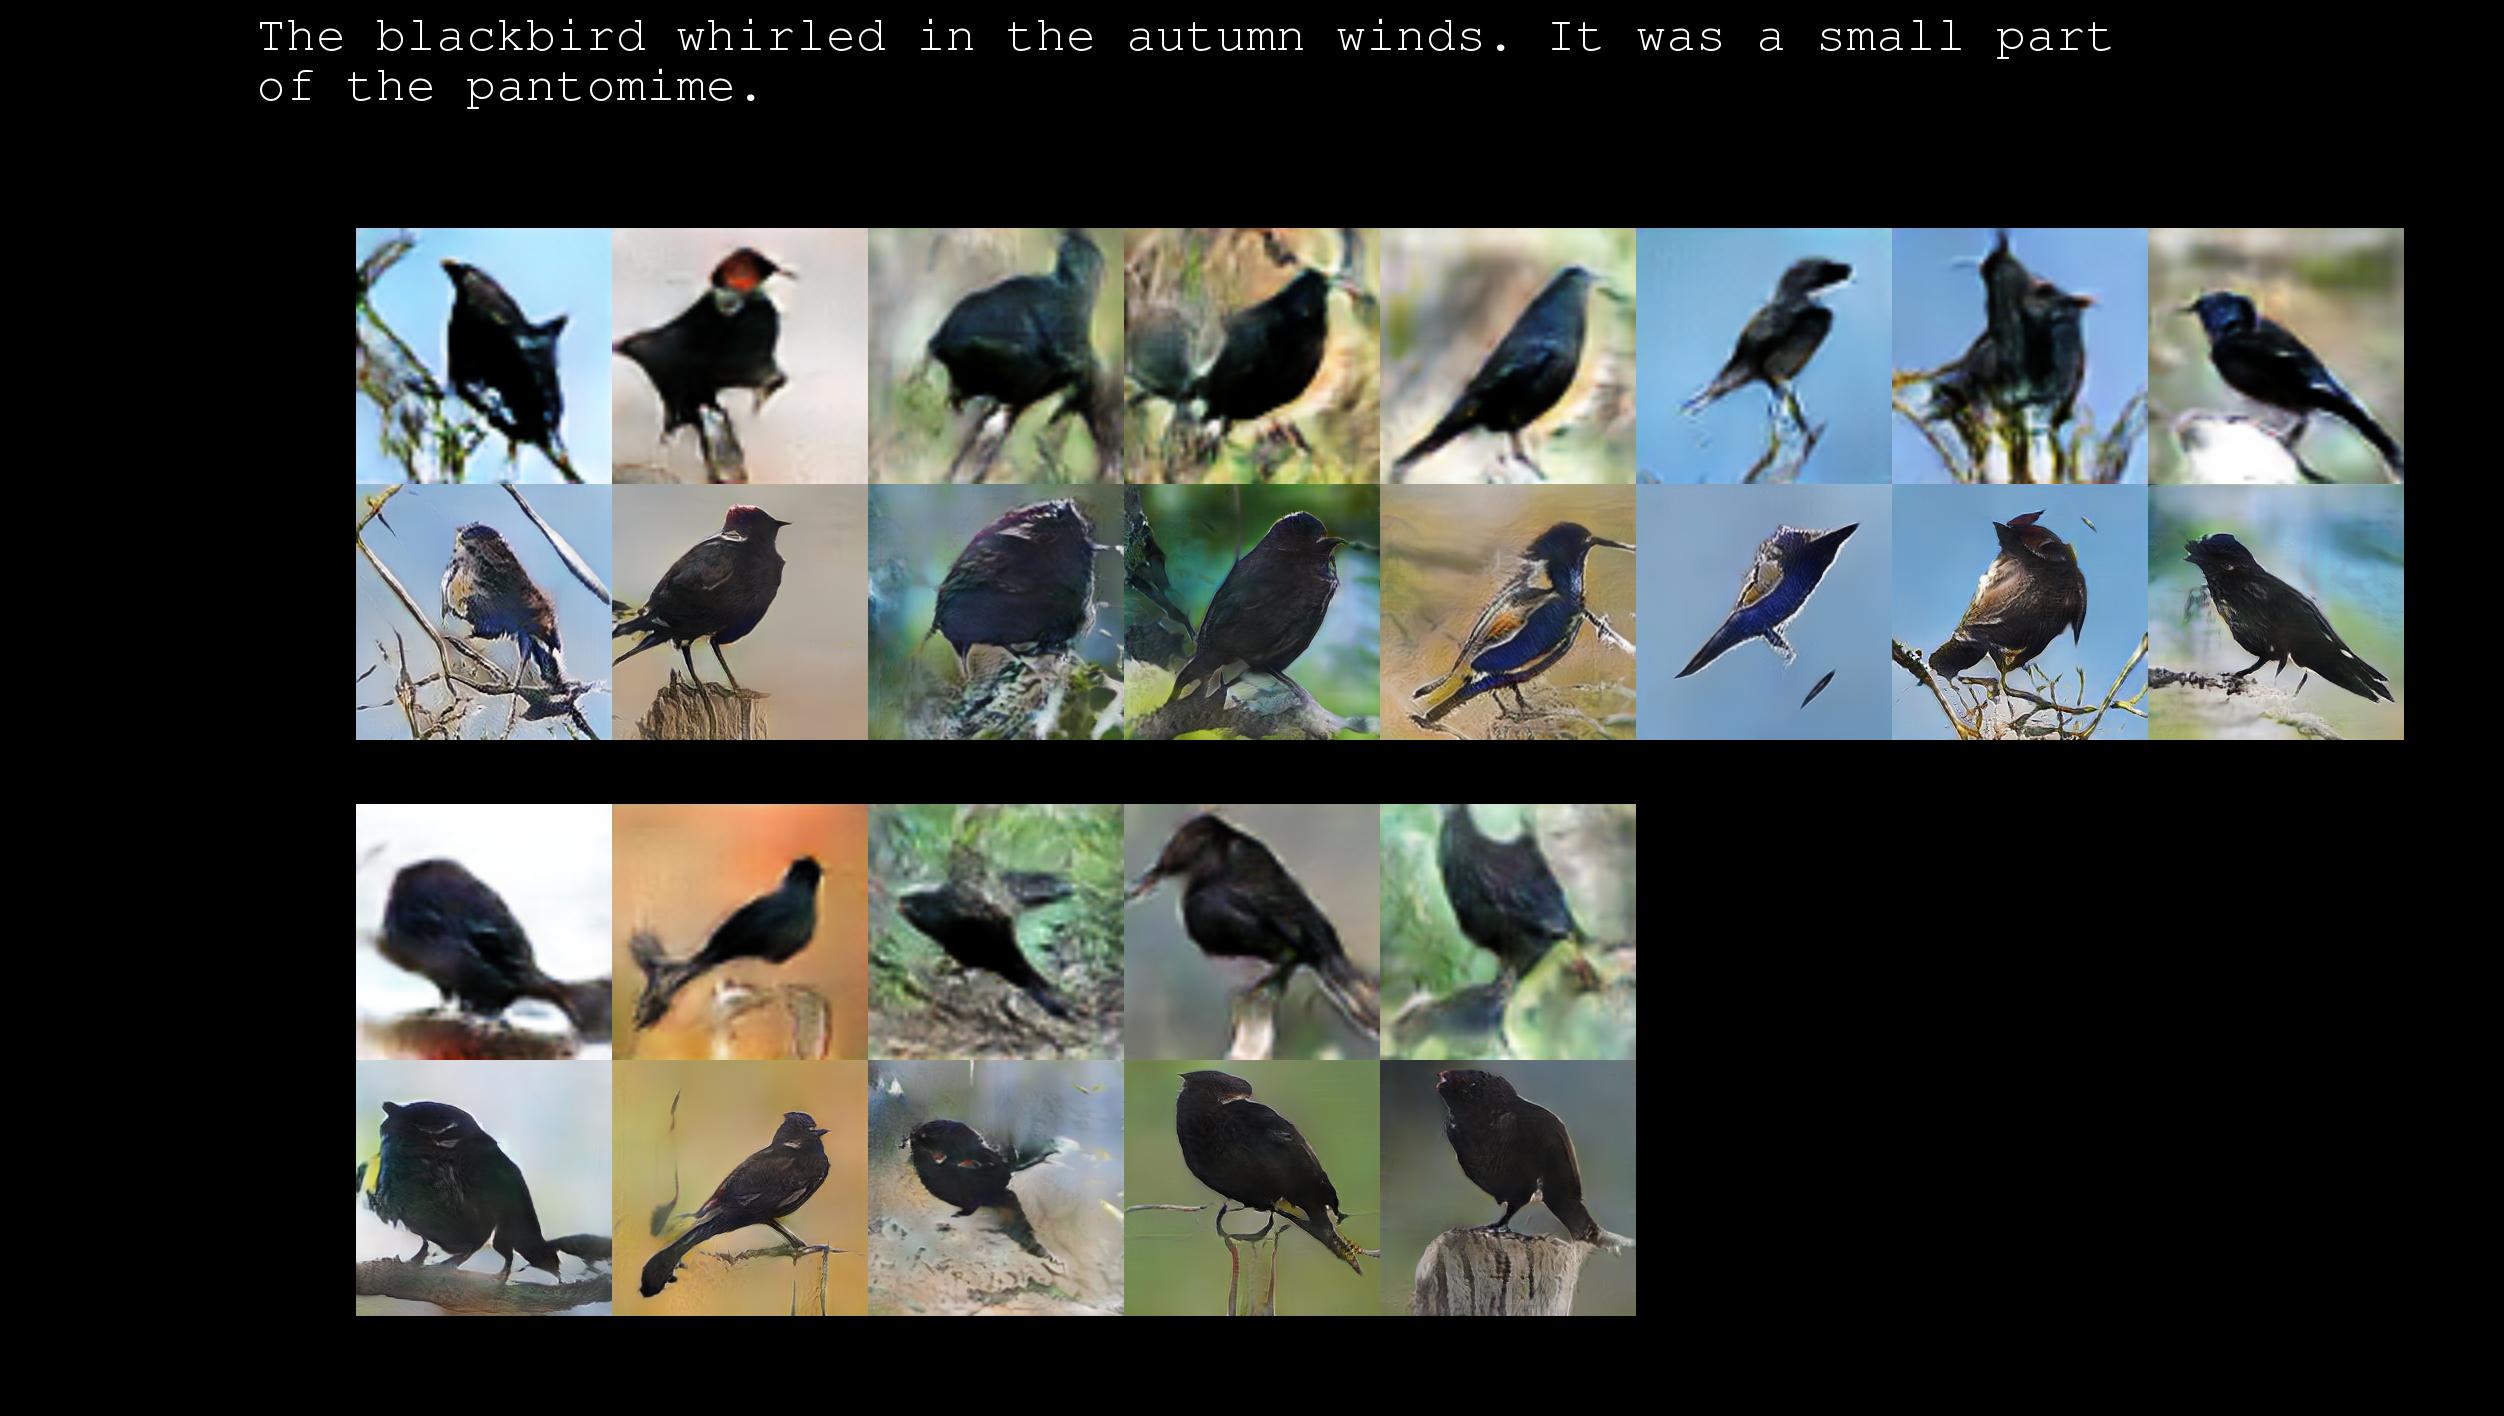 The blackbird whirled in the autumn winds. It was a small part
of the pantomime.